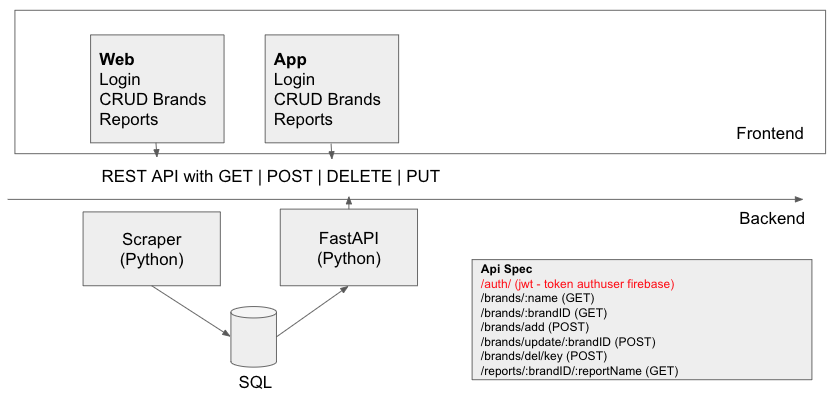 Web
Login
CRUD Brands
Reports
App
Login
CRUD Brands
Reports
Frontend
REST API with GET | POST | DELETE | PUT
Backend
Scraper
(Python)
FastAPI
(Python)
SQL
Api Spec
/auth/ (jwt - token authuser firebase)
/brands/:name (GET)
/brands/:brandID (GET)
/brands/add (POST)
/brands/update/:brandID (POST)
/brands/del/key (POST)
/reports/:brandID/:reportName (GET)